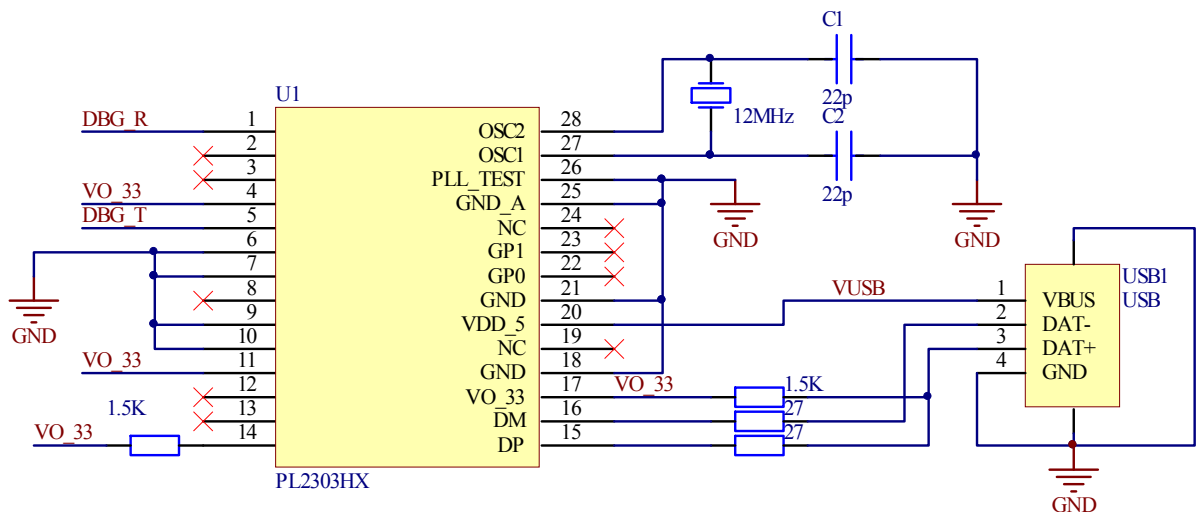 C1
22p
12MHz
C2
22p
GND
GND
U1
DBG_R
1
2
3
VO_33
4
DBG_T
5
6
7
8
9
10
GND
VO_33
11
12
13
1.5K
VO_33
14
OSC2
28
OSC1
27
PLL_TEST
26
GND_A
25
NC
24
GP1
23
GP0
22
GND
21
VDD_5
20
NC
19
GND
18
VO_33
17
DM
16
DP
15
PL2303HX
VUSB
VO_33
1.5K
27
27
1
VBUS
2
DAT-
3
DAT+
4
GND
USB1
USB
GND